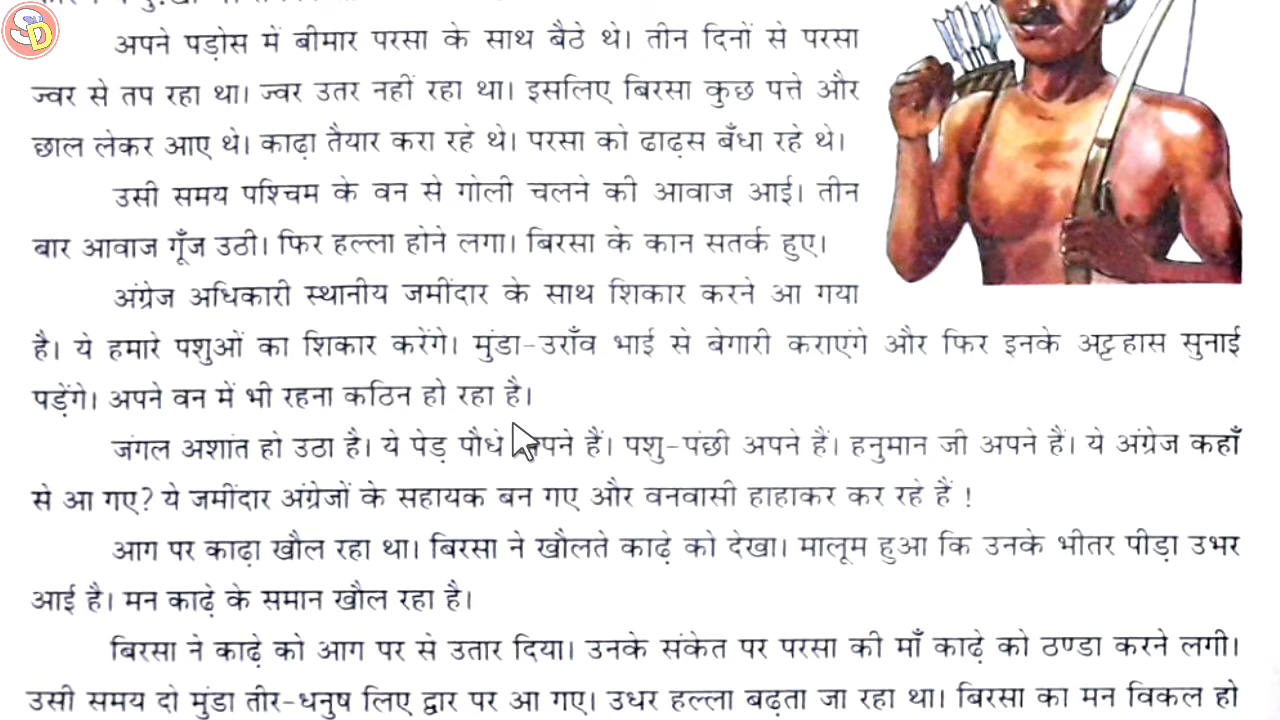 SD
अपने पड़ोस में बीमार परसा के साथ बैठे थे। तीन दिनों से परसा
ज्वर से तप रहा था। ज्वर उतर नहीं रहा था। इसलिए बिरसा कुछ पत्ते और
छाल लेकर आए थे। काढ़ा तैयार करा रहे थे। परसा को ढाढ़स बँधा रहे थे।
उसी समय पश्चिम के वन से गोली चलने की आवाज आई। तीन
बार आवाज गूँज उठी। फिर हल्ला होने लगा। बिरसा के कान सतर्क हुए।
अंग्रेज अधिकारी स्थानीय जमींदार के साथ शिकार करने आ गया
है। ये हमारे पशुओं का शिकार करेंगे। मुंडा-उराँव भाई से बेगारी कराएंगे और फिर इनके अट्टहास सुनाई
पड़ेंगे। अपने वन में भी रहना कठिन हो रहा है।
जंगल अशांत हो उठा है। ये पेड़ पौधे अपने हैं। पशु-पंछी अपने हैं। हनुमान जी अपने हैं। ये अंग्रेज कहाँ
से आ गए? ये जमींदार अंग्रेजों के सहायक बन गए और वनवासी हाहाकर कर रहे हैं !
आग पर काढ़ा खौल रहा था। बिरसा ने खौलते काढ़े को देखा। मालूम हुआ कि उनके भीतर पीड़ा उभर
आई है। मन काढ़े के समान खौल रहा है।
बिरसा ने काढ़े को आग पर से उतार दिया। उनके संकेत पर परसा की माँ काढ़े को ठण्डा करने लगी।
उसी समय दो मुंडा तीर-धनुष लिए द्वार पर आ गए। उधर हल्ला बढ़ता जा रहा था। बिरसा का मन विकल हो